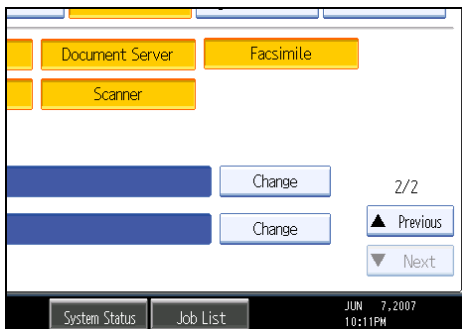 Document Server Facsimile
Scanner
Change 2/2
▲ Previous
Change
▼ Next
System Status Job List JUN 7,2007
10:11PM